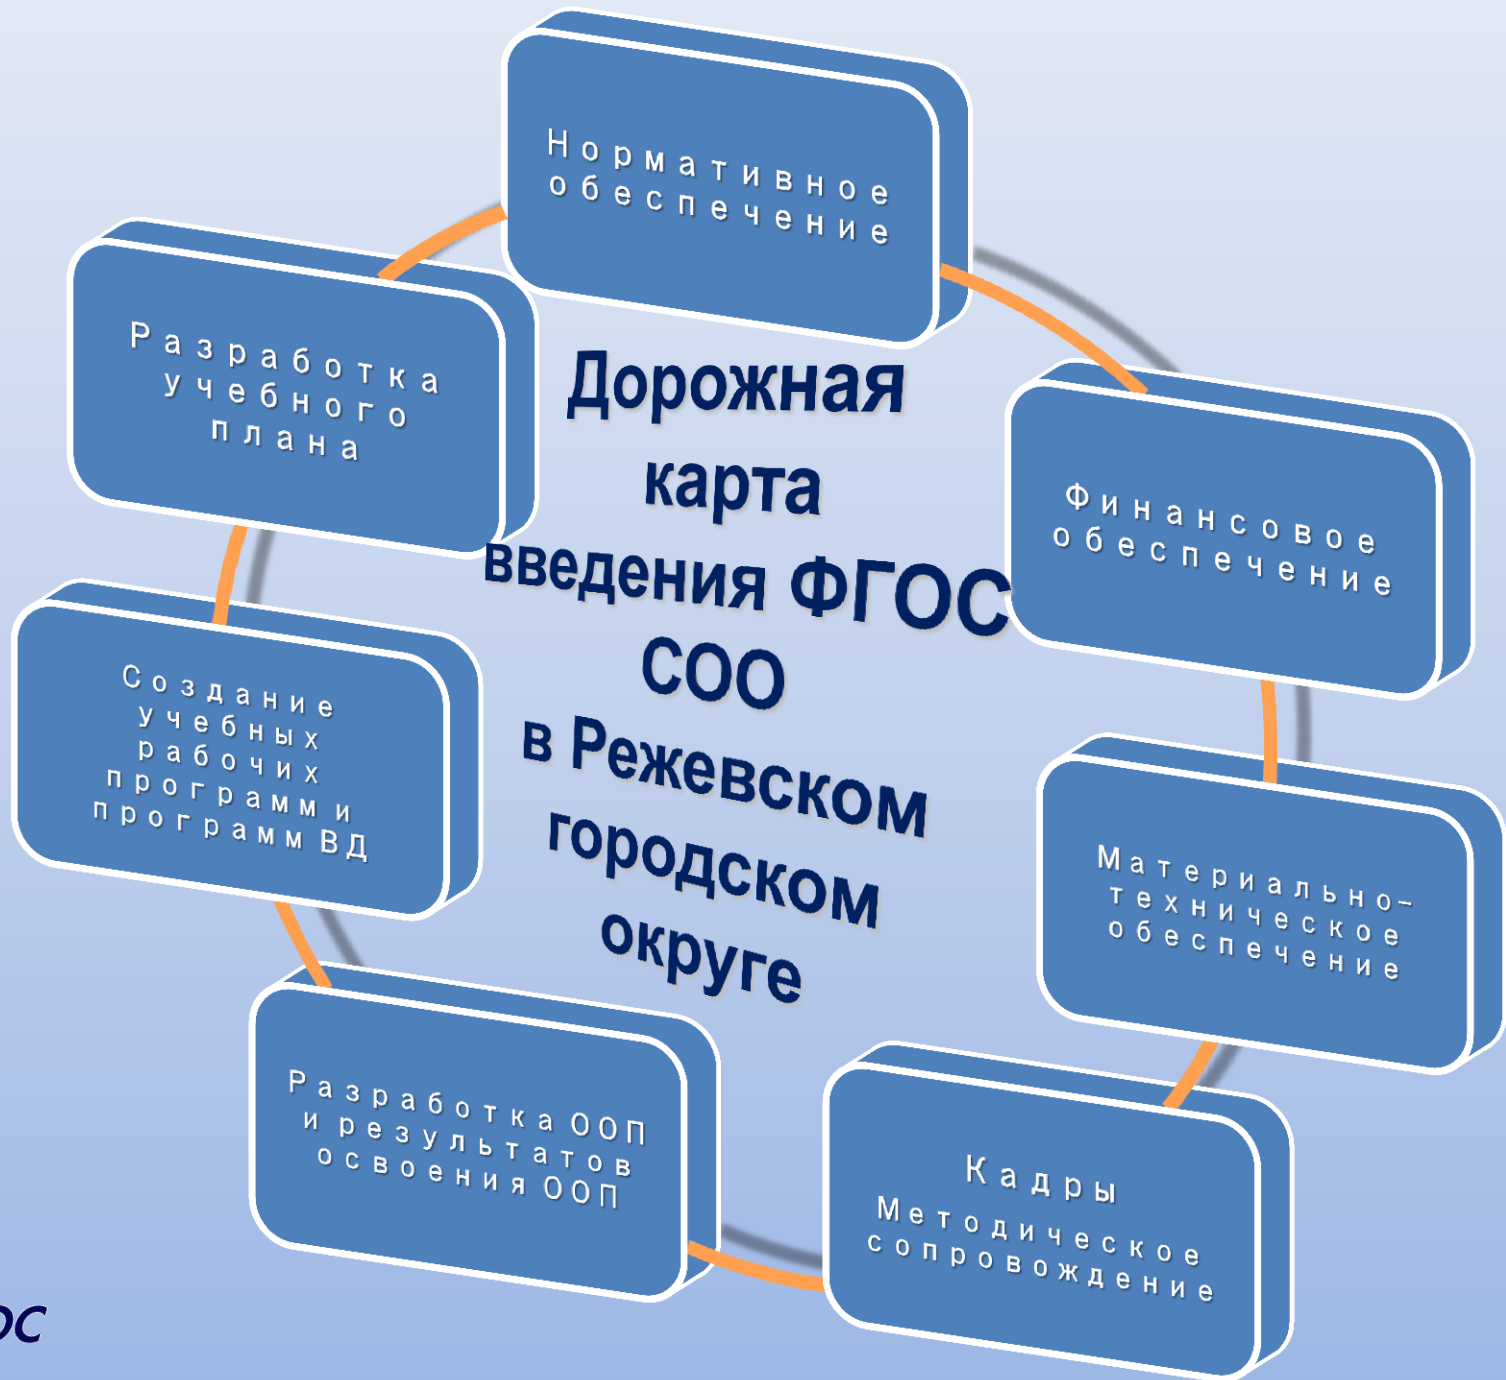 Нормативное
обеспечение
Финансовое
обеспечение
Материально-
техническое
обеспечение
Кадры
Методическое
сопровождение
Разработка ООП
и результатов
освоения ООП
Создание
учебных
рабочих
программ и
программ ВД
Разработка
учебного
плана
Дорожная
карта
введения ФГОС
СОО
в Режевском
городском
округе